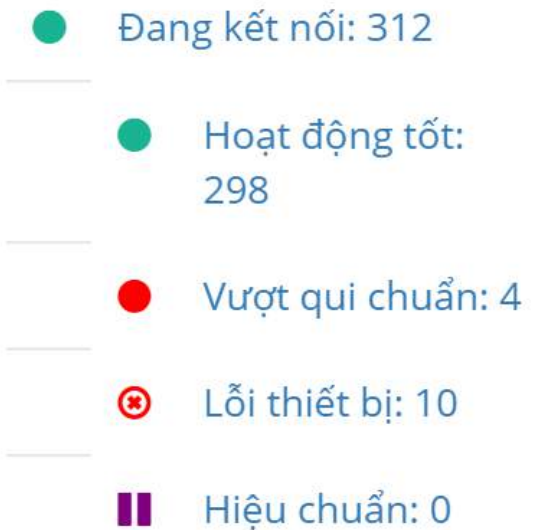 Đang kết nối: 312
Hoạt động tốt:
298
Vượt qui chuẩn: 4
Lỗi thiết bị: 10
Hiệu chuẩn: 0